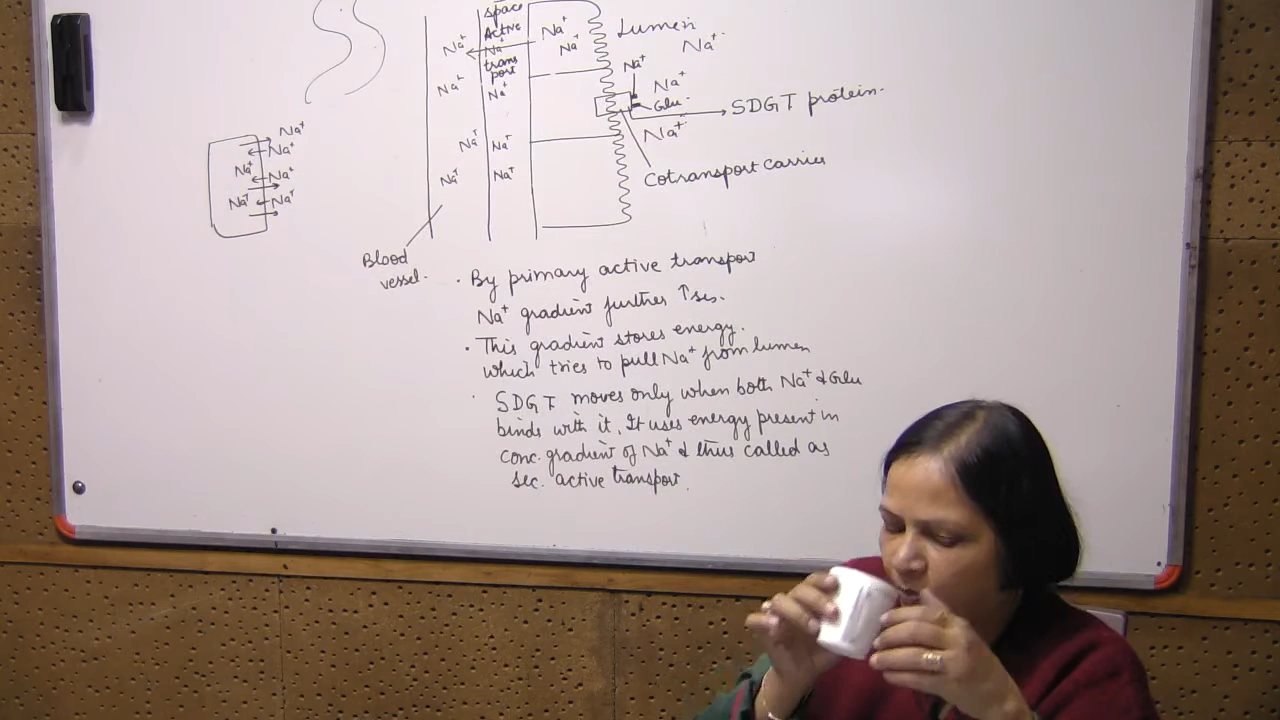 space
Active
Na⁺
trans
port
Na⁺
Na⁺
Na⁺
Na⁺
Na⁺
Na⁺
Na⁺
Na⁺
Na⁺
Na⁺
Lumen
Na⁺
Na⁺
Na⁺
Glu.
Na⁺
SDGT protein.
Cotransport carrier
Na⁺
Na⁺
Na⁺
Na⁺
Na⁺
Na⁺
Blood
vessel.
. By primary active transport
Na⁺ gradient further ↑ses.
. This gradient stores energy.
which tries to pull Na⁺ from lumen
. SDGT moves only when both Na⁺ & Glu
binds with it. It uses energy present in
conc. gradient of Na⁺ & thus called as
sec. active transport.